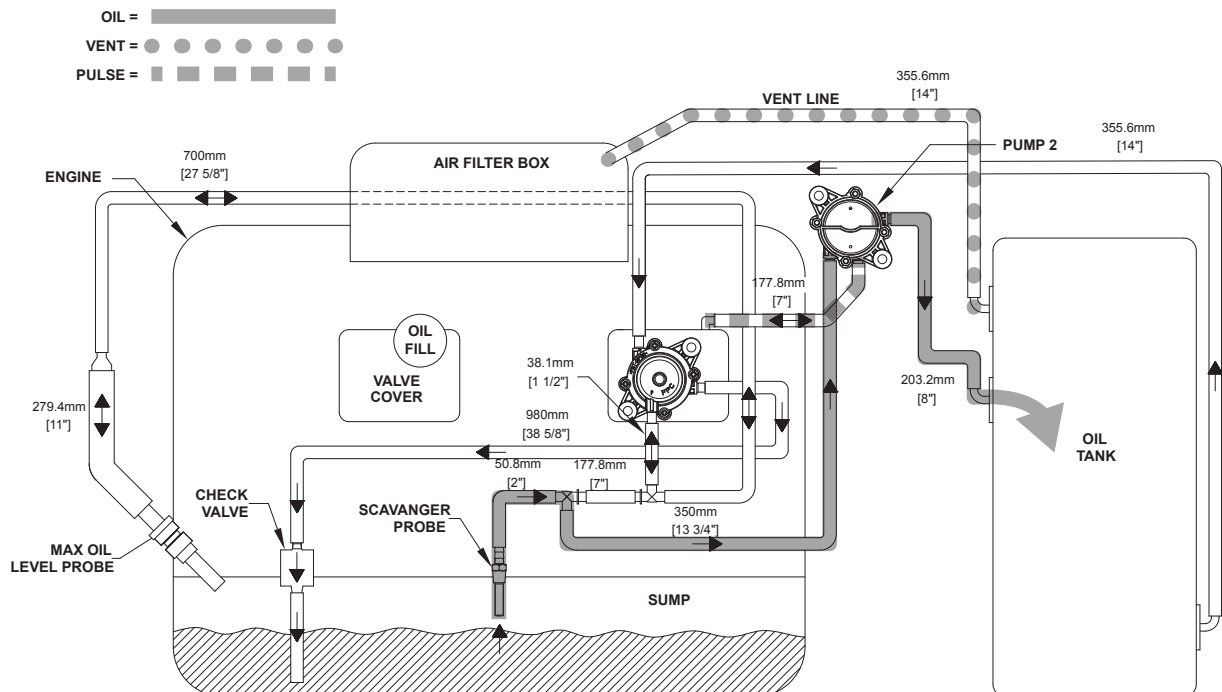 OIL =
VENT =
PULSE =
355.6mm
[14"]
VENT LINE
355.6mm
[14"]
PUMP 2
700mm
[27 5/8"]
ENGINE
AIR FILTER BOX
177.8mm
[7"]
OIL
FILL
VALVE
COVER
38.1mm
[1 1/2"]
203.2mm
[8"]
279.4mm
[11"]
980mm
[38 5/8"]
OIL
TANK
50.8mm
[2"]
177.8mm
[7"]
CHECK
VALVE
SCAVANGER
PROBE
350mm
[13 3/4"]
MAX OIL
LEVEL PROBE
SUMP